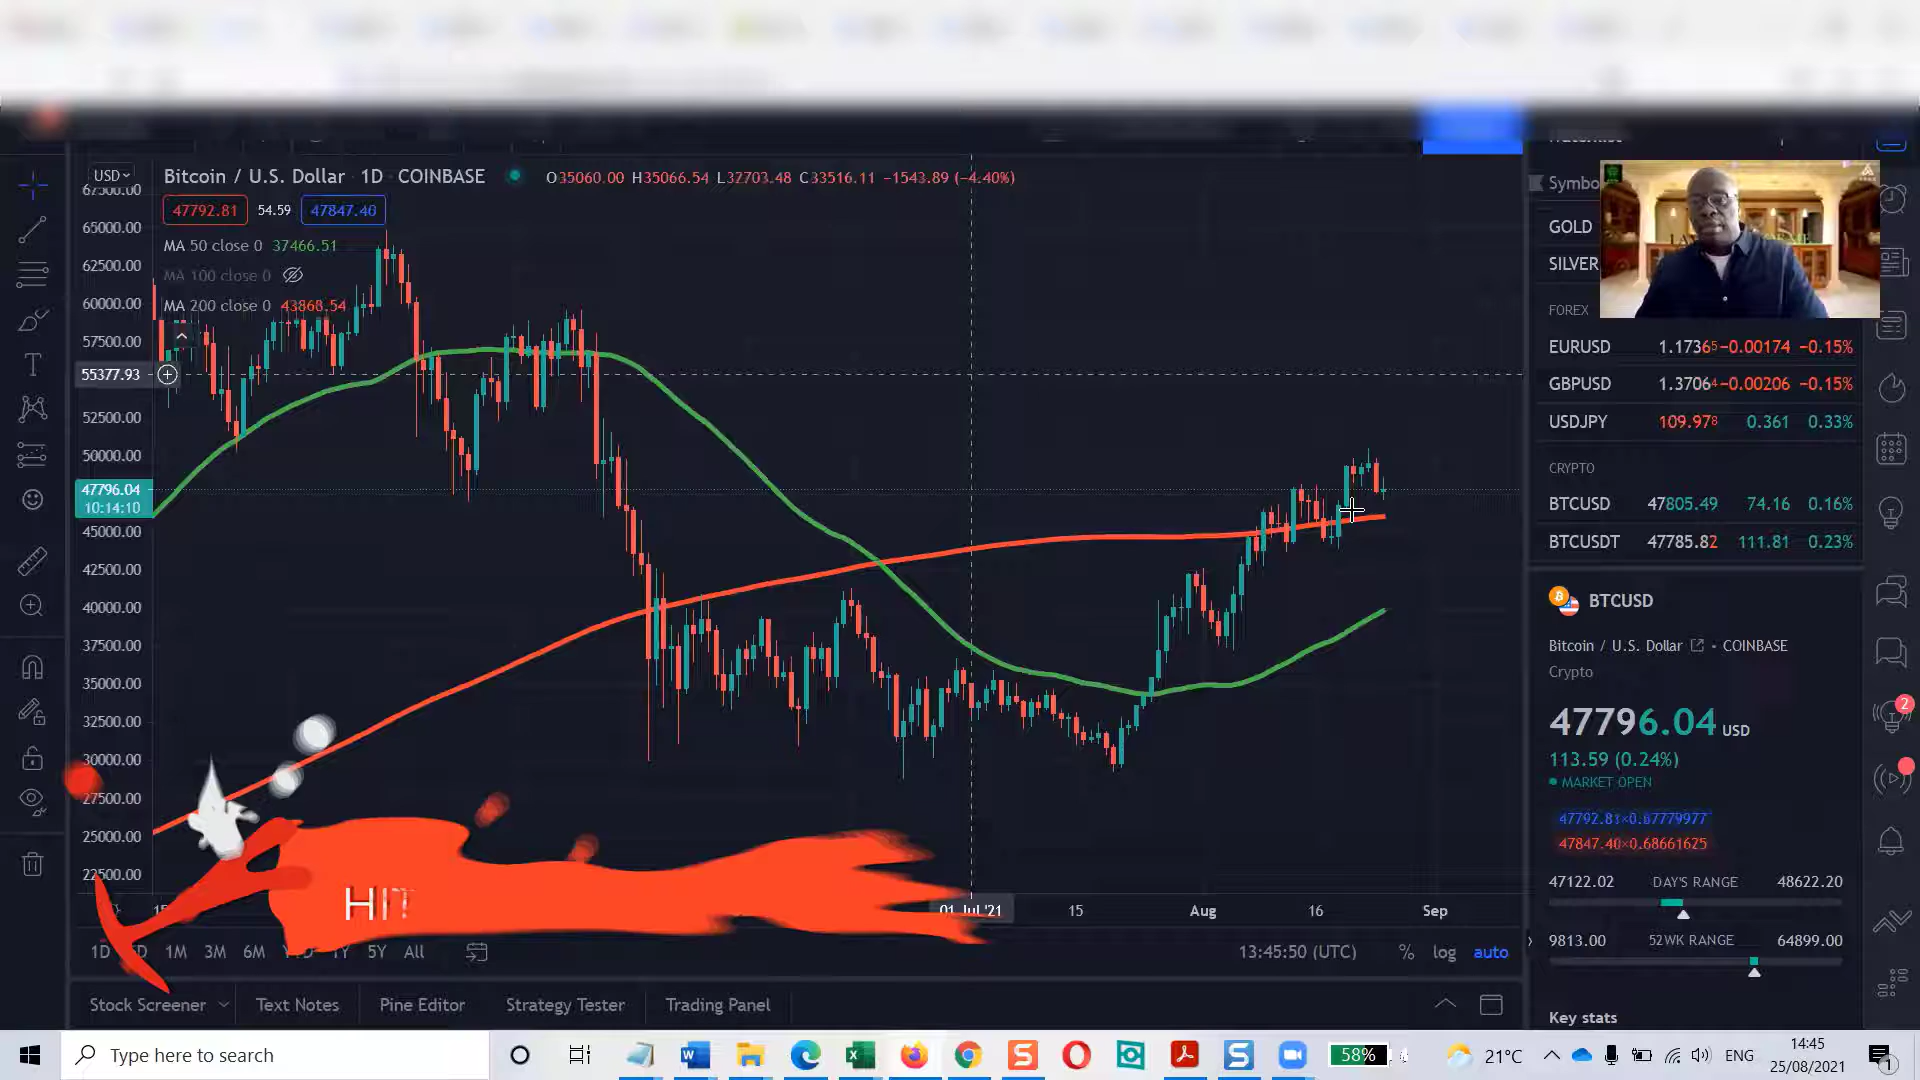 USD
Bitcoin / U.S. Dollar 1D COINBASE
O35060.00 H35066.54 L32703.48 C33516.11 −1543.89 (−4.40%)
47792.81 54.59 47847.40
MA 50 close 0 37466.51
MA 100 close 0
MA 200 close 0 43868.54
67500.00
65000.00
62500.00
60000.00
57500.00
55377.93
52500.00
50000.00
47796.04
10:14:10
45000.00
42500.00
40000.00
37500.00
35000.00
32500.00
30000.00
27500.00
25000.00
22500.00
HIT
01 Jul '21 15 Aug 16 Sep
1D 1M 3M 6M 1Y 5Y All
13:45:50 (UTC) % log auto
Stock Screener Text Notes Pine Editor Strategy Tester Trading Panel
Symbo
GOLD
SILVER
FOREX
EURUSD 1.17365 −0.00174 −0.15%
GBPUSD 1.37064 −0.00206 −0.15%
USDJPY 109.978 0.361 0.33%
CRYPTO
BTCUSD 47805.49 74.16 0.16%
BTCUSDT 47785.82 111.81 0.23%
BTCUSD
Bitcoin / U.S. Dollar • COINBASE
Crypto
47796.04 USD
113.59 (0.24%)
MARKET OPEN
47792.81×0.87779977
47847.40×0.68661625
47122.02 DAY'S RANGE 48622.20
9813.00 52WK RANGE 64899.00
Key stats
2
Type here to search
58%
21°C
ENG
14:45
25/08/2021
1